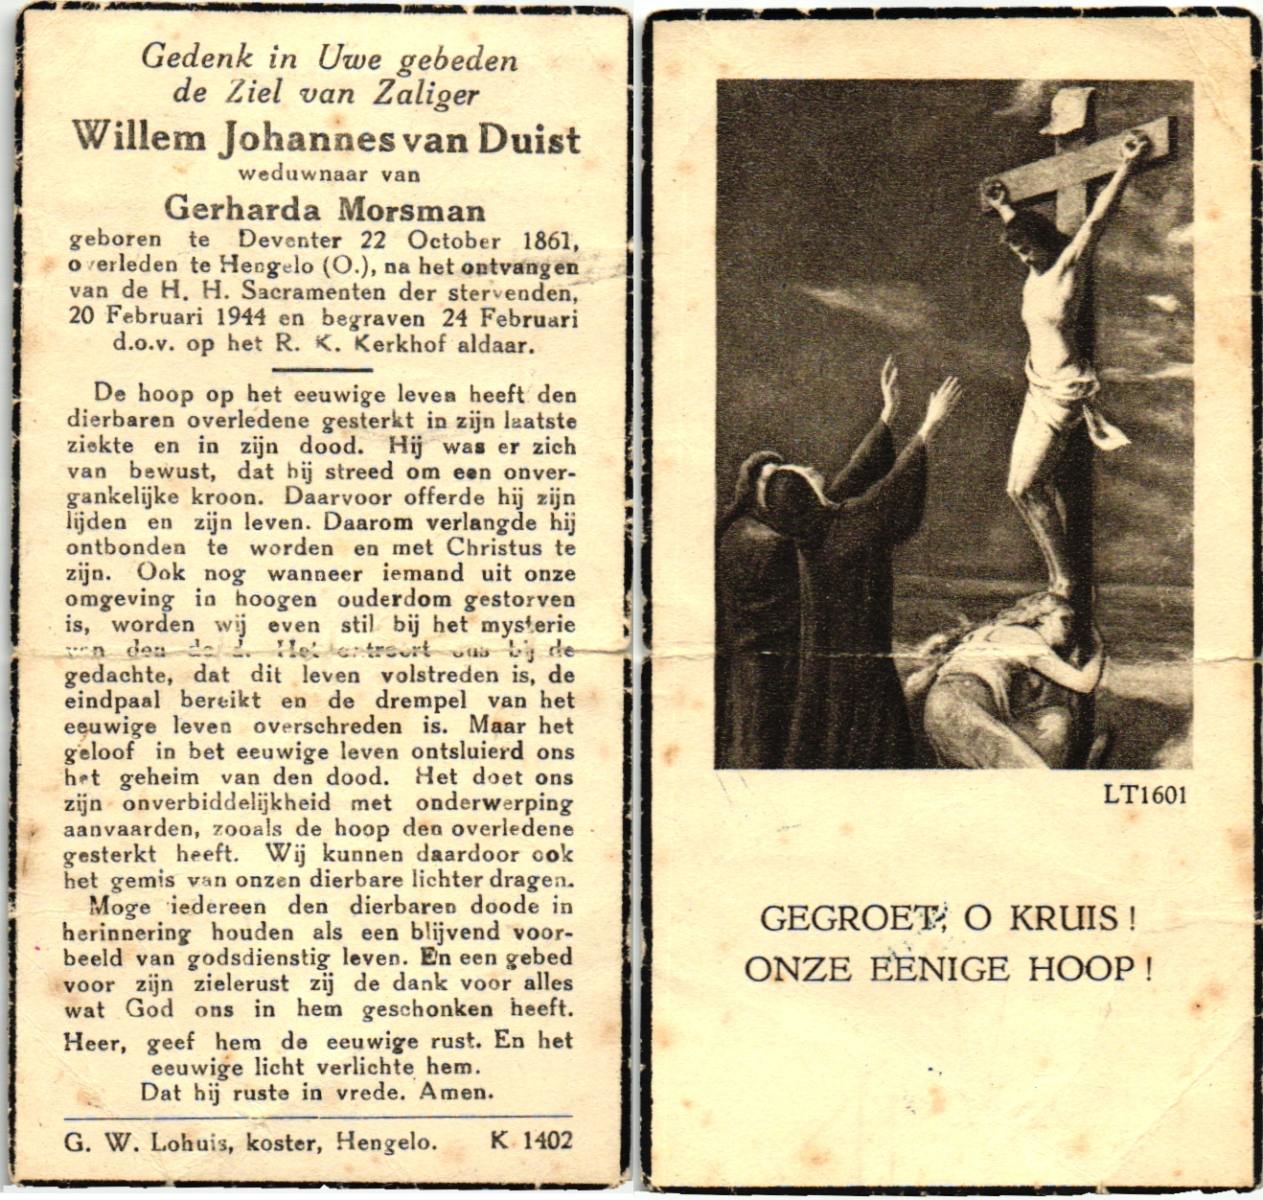 Gedenk in Uwe gebeden
de Ziel van Zaliger
Willem Johannes van Duist
weduwnaar van
Gerharda Morsman
geboren te Deventer 22 October 1861,
overleden te Hengelo (O.), na het ontvangen
van de H. H. Sacramenten der stervenden,
20 Februari 1944 en begraven 24 Februari
d.o.v. op het R. K. Kerkhof aldaar.
De hoop op het eeuwige leven heeft den
dierbaren overledene gesterkt in zijn laatste
ziekte en in zijn dood. Hij was er zich
van bewust, dat hij streed om een onver-
gankelijke kroon. Daarvoor offerde hij zijn
lijden en zijn leven. Daarom verlangde hij
ontbonden te worden en met Christus te
zijn. Ook nog wanneer iemand uit onze
omgeving in hoogen ouderdom gestorven
is, worden wij even stil bij het mysterie
van den dood. Het ontroert ons bij de
gedachte, dat dit leven volstreden is, de
eindpaal bereikt en de drempel van het
eeuwige leven overschreden is. Maar het
geloof in het eeuwige leven ontsluierd ons
het geheim van den dood. Het doet ons
zijn onverbiddelijkheid met onderwerping
aanvaarden, zooals de hoop den overledene
gesterkt heeft. Wij kunnen daardoor ook
het gemis van onzen dierbare lichter dragen.
Moge iedereen den dierbaren doode in
herinnering houden als een blijvend voor-
beeld van godsdienstig leven. En een gebed
voor zijn zielerust zij de dank voor alles
wat God ons in hem geschonken heeft.
Heer, geef hem de eeuwige rust. En het
eeuwige licht verlichte hem.
Dat hij ruste in vrede. Amen.
G. W. Lohuis, koster, Hengelo. K 1402
LT1601
GEGROET, O KRUIS!
ONZE EENIGE HOOP!